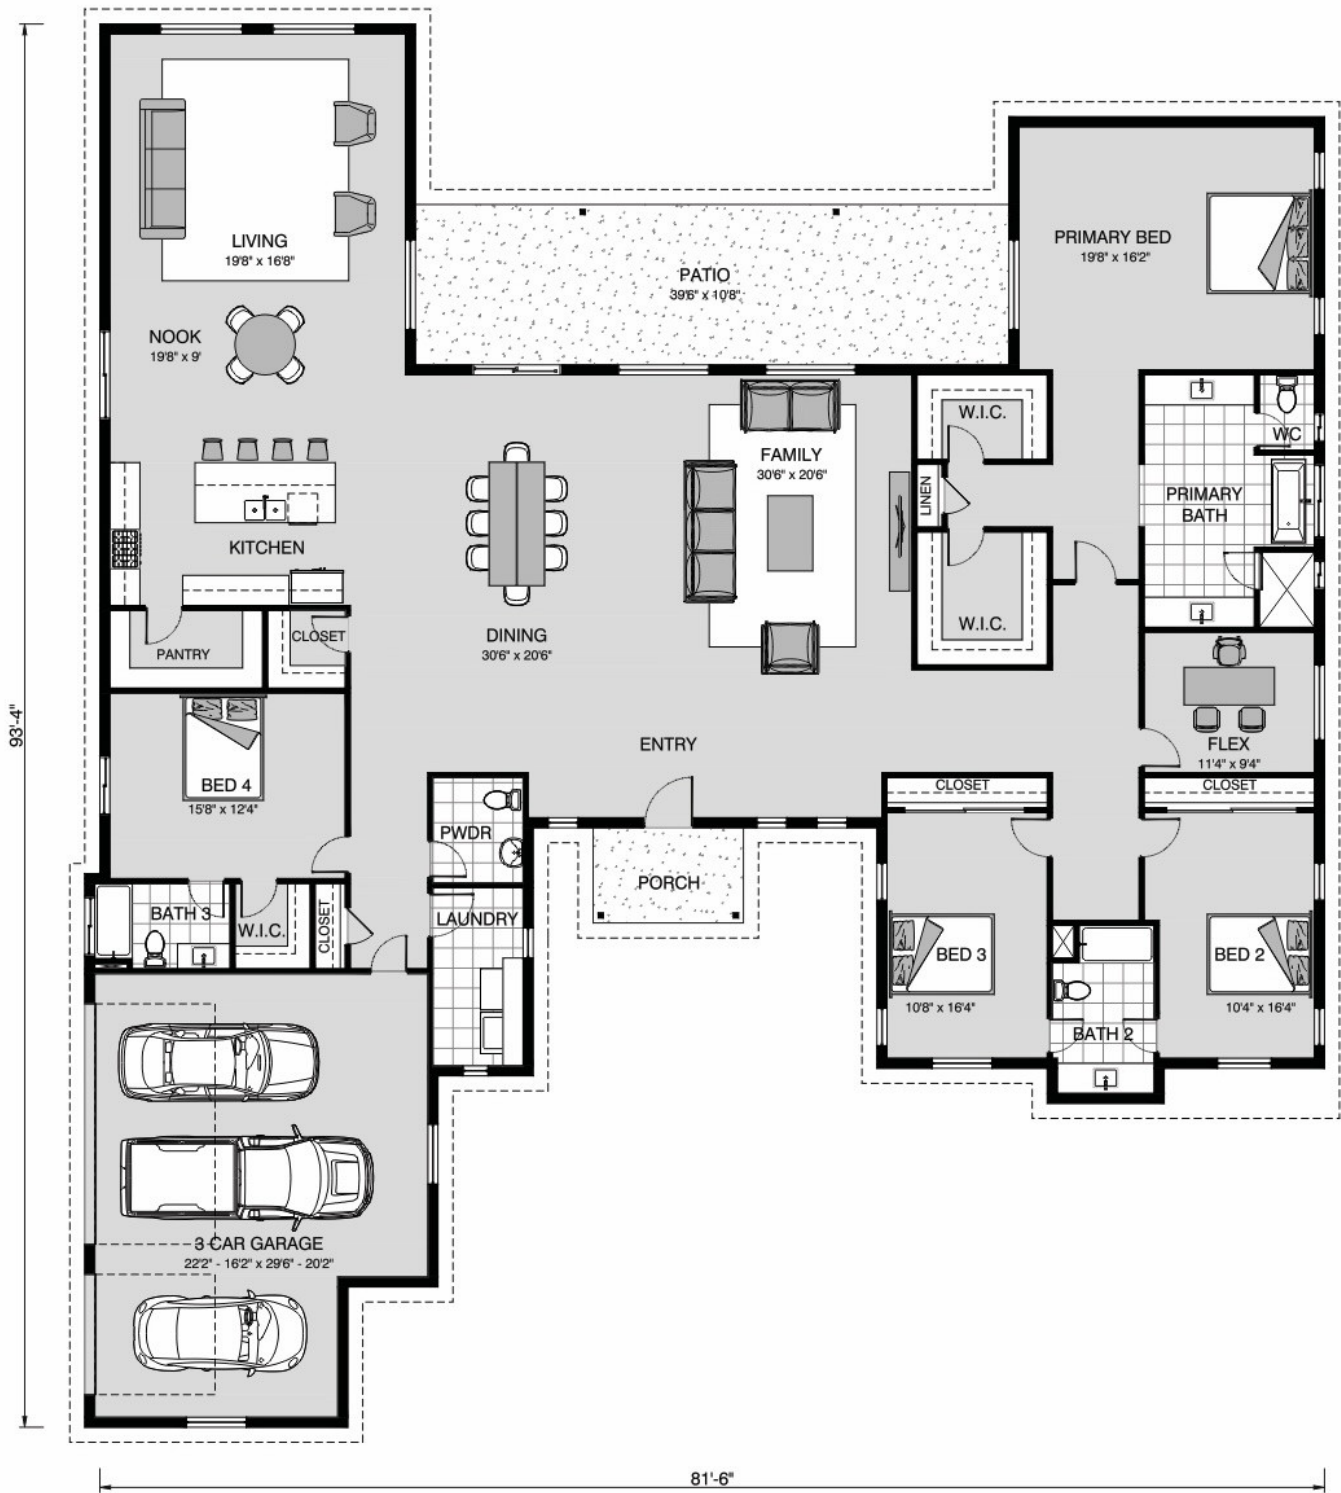 LIVING
19'8" x 16'8"
PRIMARY BED
19'8" x 16'2"
PATIO
39'6" x 10'8"
NOOK
19'8" x 9'
W.I.C.
WC
FAMILY
30'6" x 20'6"
LINEN
PRIMARY
BATH
KITCHEN
W.I.C.
CLOSET
PANTRY
DINING
30'6" x 20'6"
93'-4"
ENTRY
FLEX
11'4" x 9'4"
BED 4
15'8" x 12'4"
CLOSET
CLOSET
PWDR
PORCH
BATH 3
W.I.C.
CLOSET
LAUNDRY
BED 3
10'8" x 16'4"
BED 2
10'4" x 16'4"
BATH 2
3 CAR GARAGE
22'2" - 16'2" x 29'6" - 20'2"
81'-6"